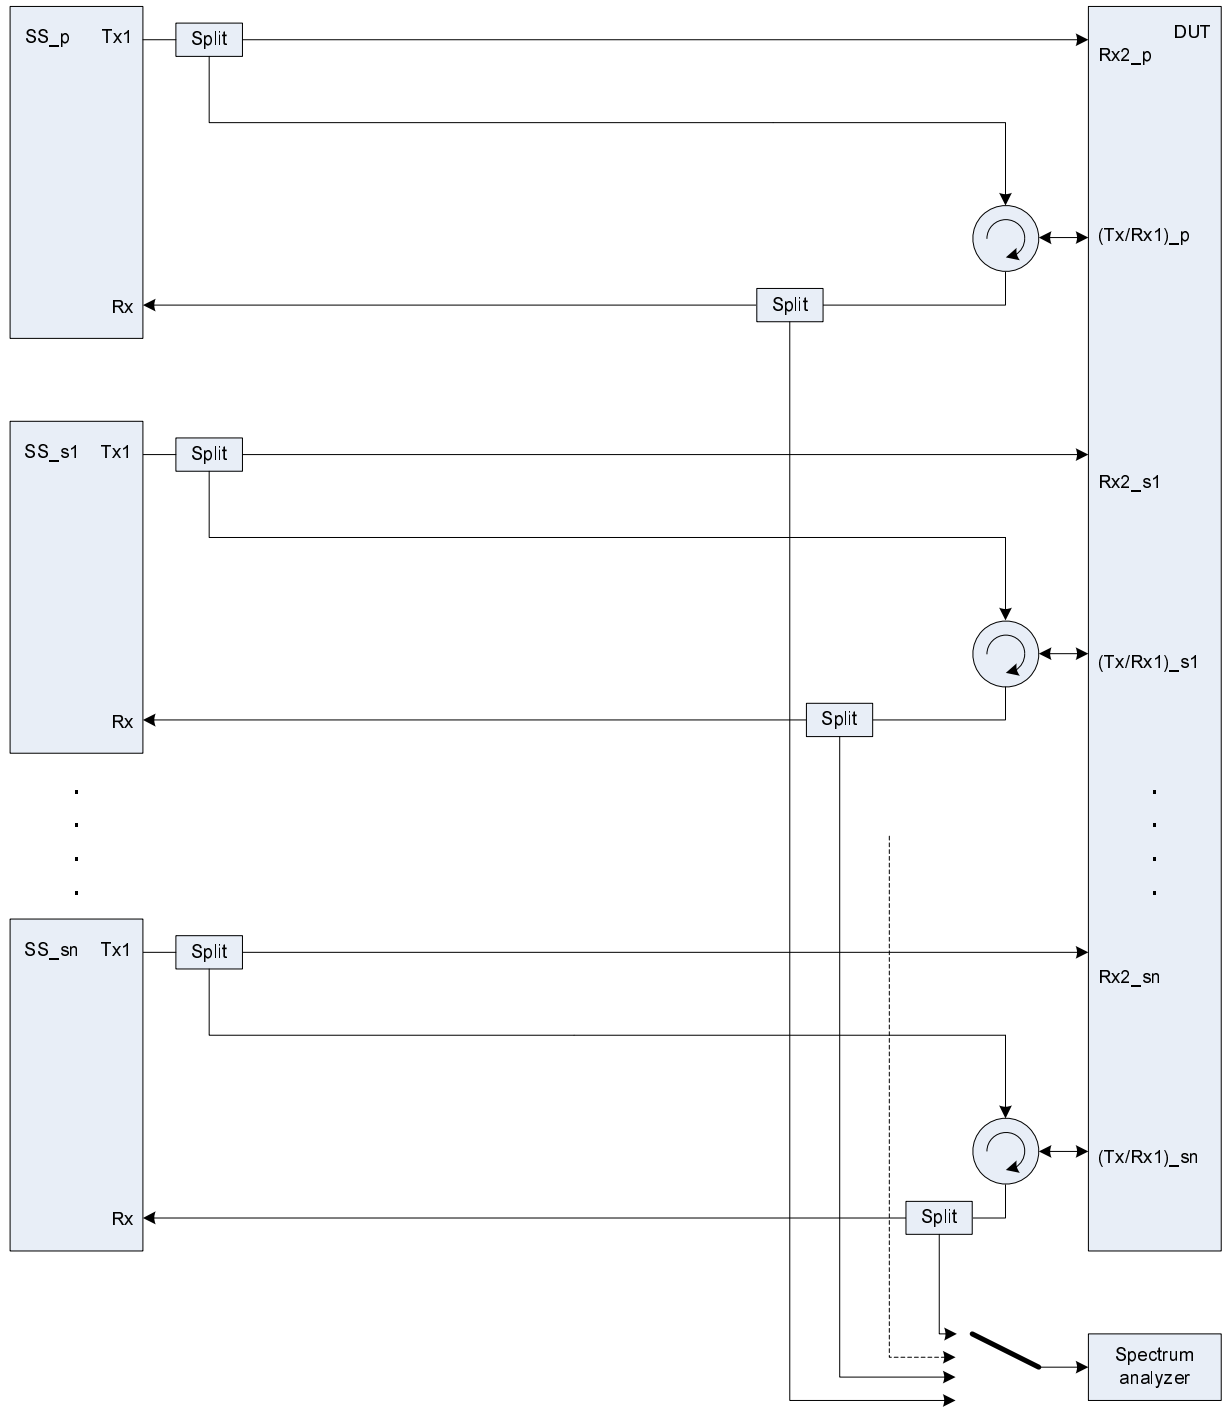 SS_p Tx1
Split
DUT
Rx2_p
(Tx/Rx1)_p
Split
Rx
SS_s1 Tx1
Split
Rx2_s1
(Tx/Rx1)_s1
Split
Rx
SS_sn Tx1
Split
Rx2_sn
(Tx/Rx1)_sn
Split
Rx
Spectrum
analyzer